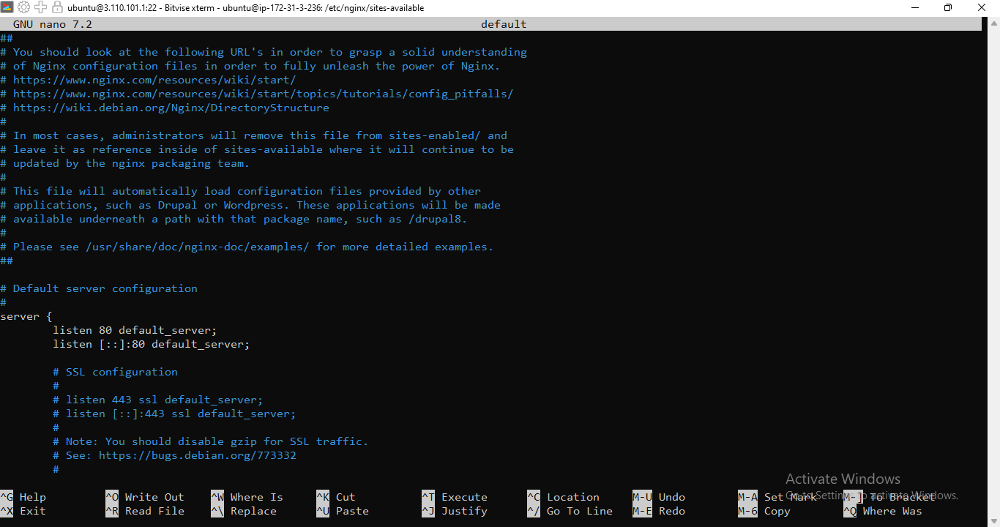 ubuntu@3.110.101.1:22 - Bitvise xterm - ubuntu@ip-172-31-3-236: /etc/nginx/sites-available
GNU nano 7.2 default
##
# You should look at the following URL's in order to grasp a solid understanding
# of Nginx configuration files in order to fully unleash the power of Nginx.
# https://www.nginx.com/resources/wiki/start/
# https://www.nginx.com/resources/wiki/start/topics/tutorials/config_pitfalls/
# https://wiki.debian.org/Nginx/DirectoryStructure
#
# In most cases, administrators will remove this file from sites-enabled/ and
# leave it as reference inside of sites-available where it will continue to be
# updated by the nginx packaging team.
#
# This file will automatically load configuration files provided by other
# applications, such as Drupal or Wordpress. These applications will be made
# available underneath a path with that package name, such as /drupal8.
#
# Please see /usr/share/doc/nginx-doc/examples/ for more detailed examples.
##
# Default server configuration
#
server {
listen 80 default_server;
listen [::]:80 default_server;
# SSL configuration
#
# listen 443 ssl default_server;
# listen [::]:443 ssl default_server;
#
# Note: You should disable gzip for SSL traffic.
# See: https://bugs.debian.org/773332
#
Activate Windows
Go to Settings to activate Windows.
^G Help ^O Write Out ^W Where Is ^K Cut ^T Execute ^C Location M-U Undo M-A Set Mark M-] To Bracket
^X Exit ^R Read File ^\ Replace ^U Paste ^J Justify ^/ Go To Line M-E Redo M-6 Copy ^Q Where Was